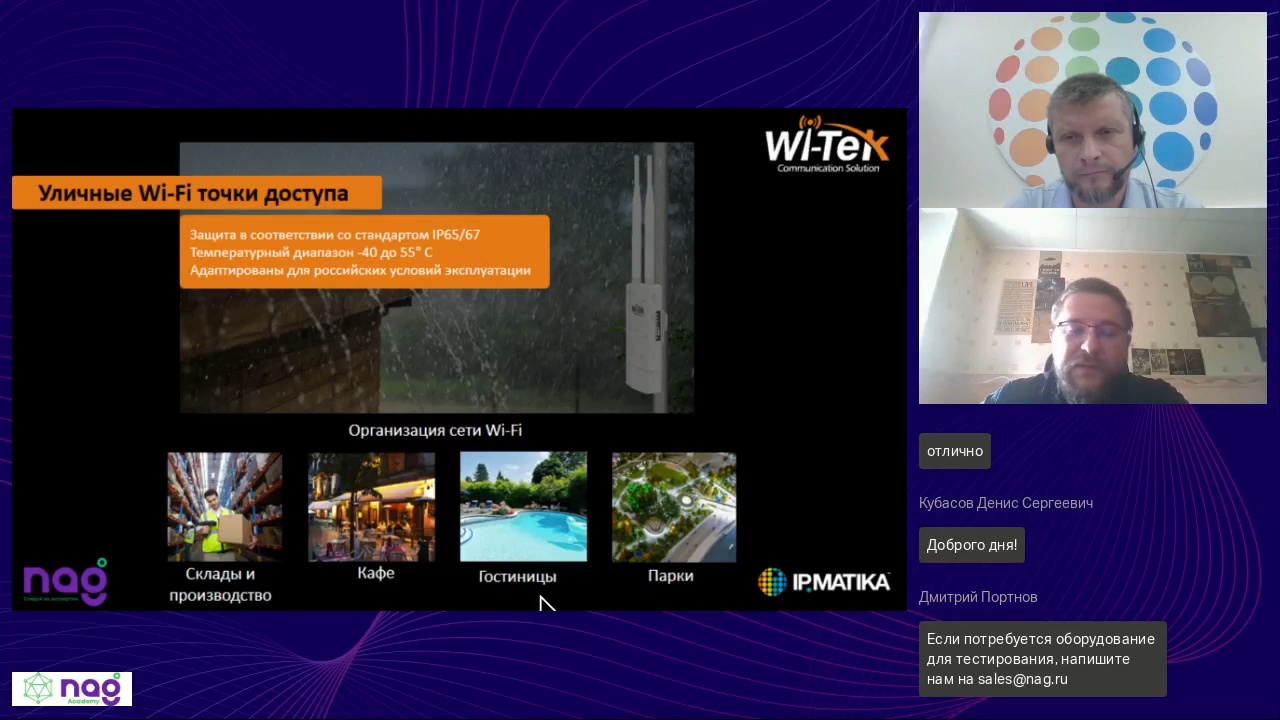 Wi-Tek
Communication Solution
Уличные Wi-Fi точки доступа
Защита в соответствии со стандартом IP65/67
Температурный диапазон -40 до 55° C
Адаптированы для российских условий эксплуатации
Организация сети Wi-Fi
Склады и
производство
Кафе
Гостиницы
Парки
nag
IPMATIKA
nag
Academy
отлично
Кубасов Денис Сергеевич
Доброго дня!
Дмитрий Портнов
Если потребуется оборудование
для тестирования, напишите
нам на sales@nag.ru